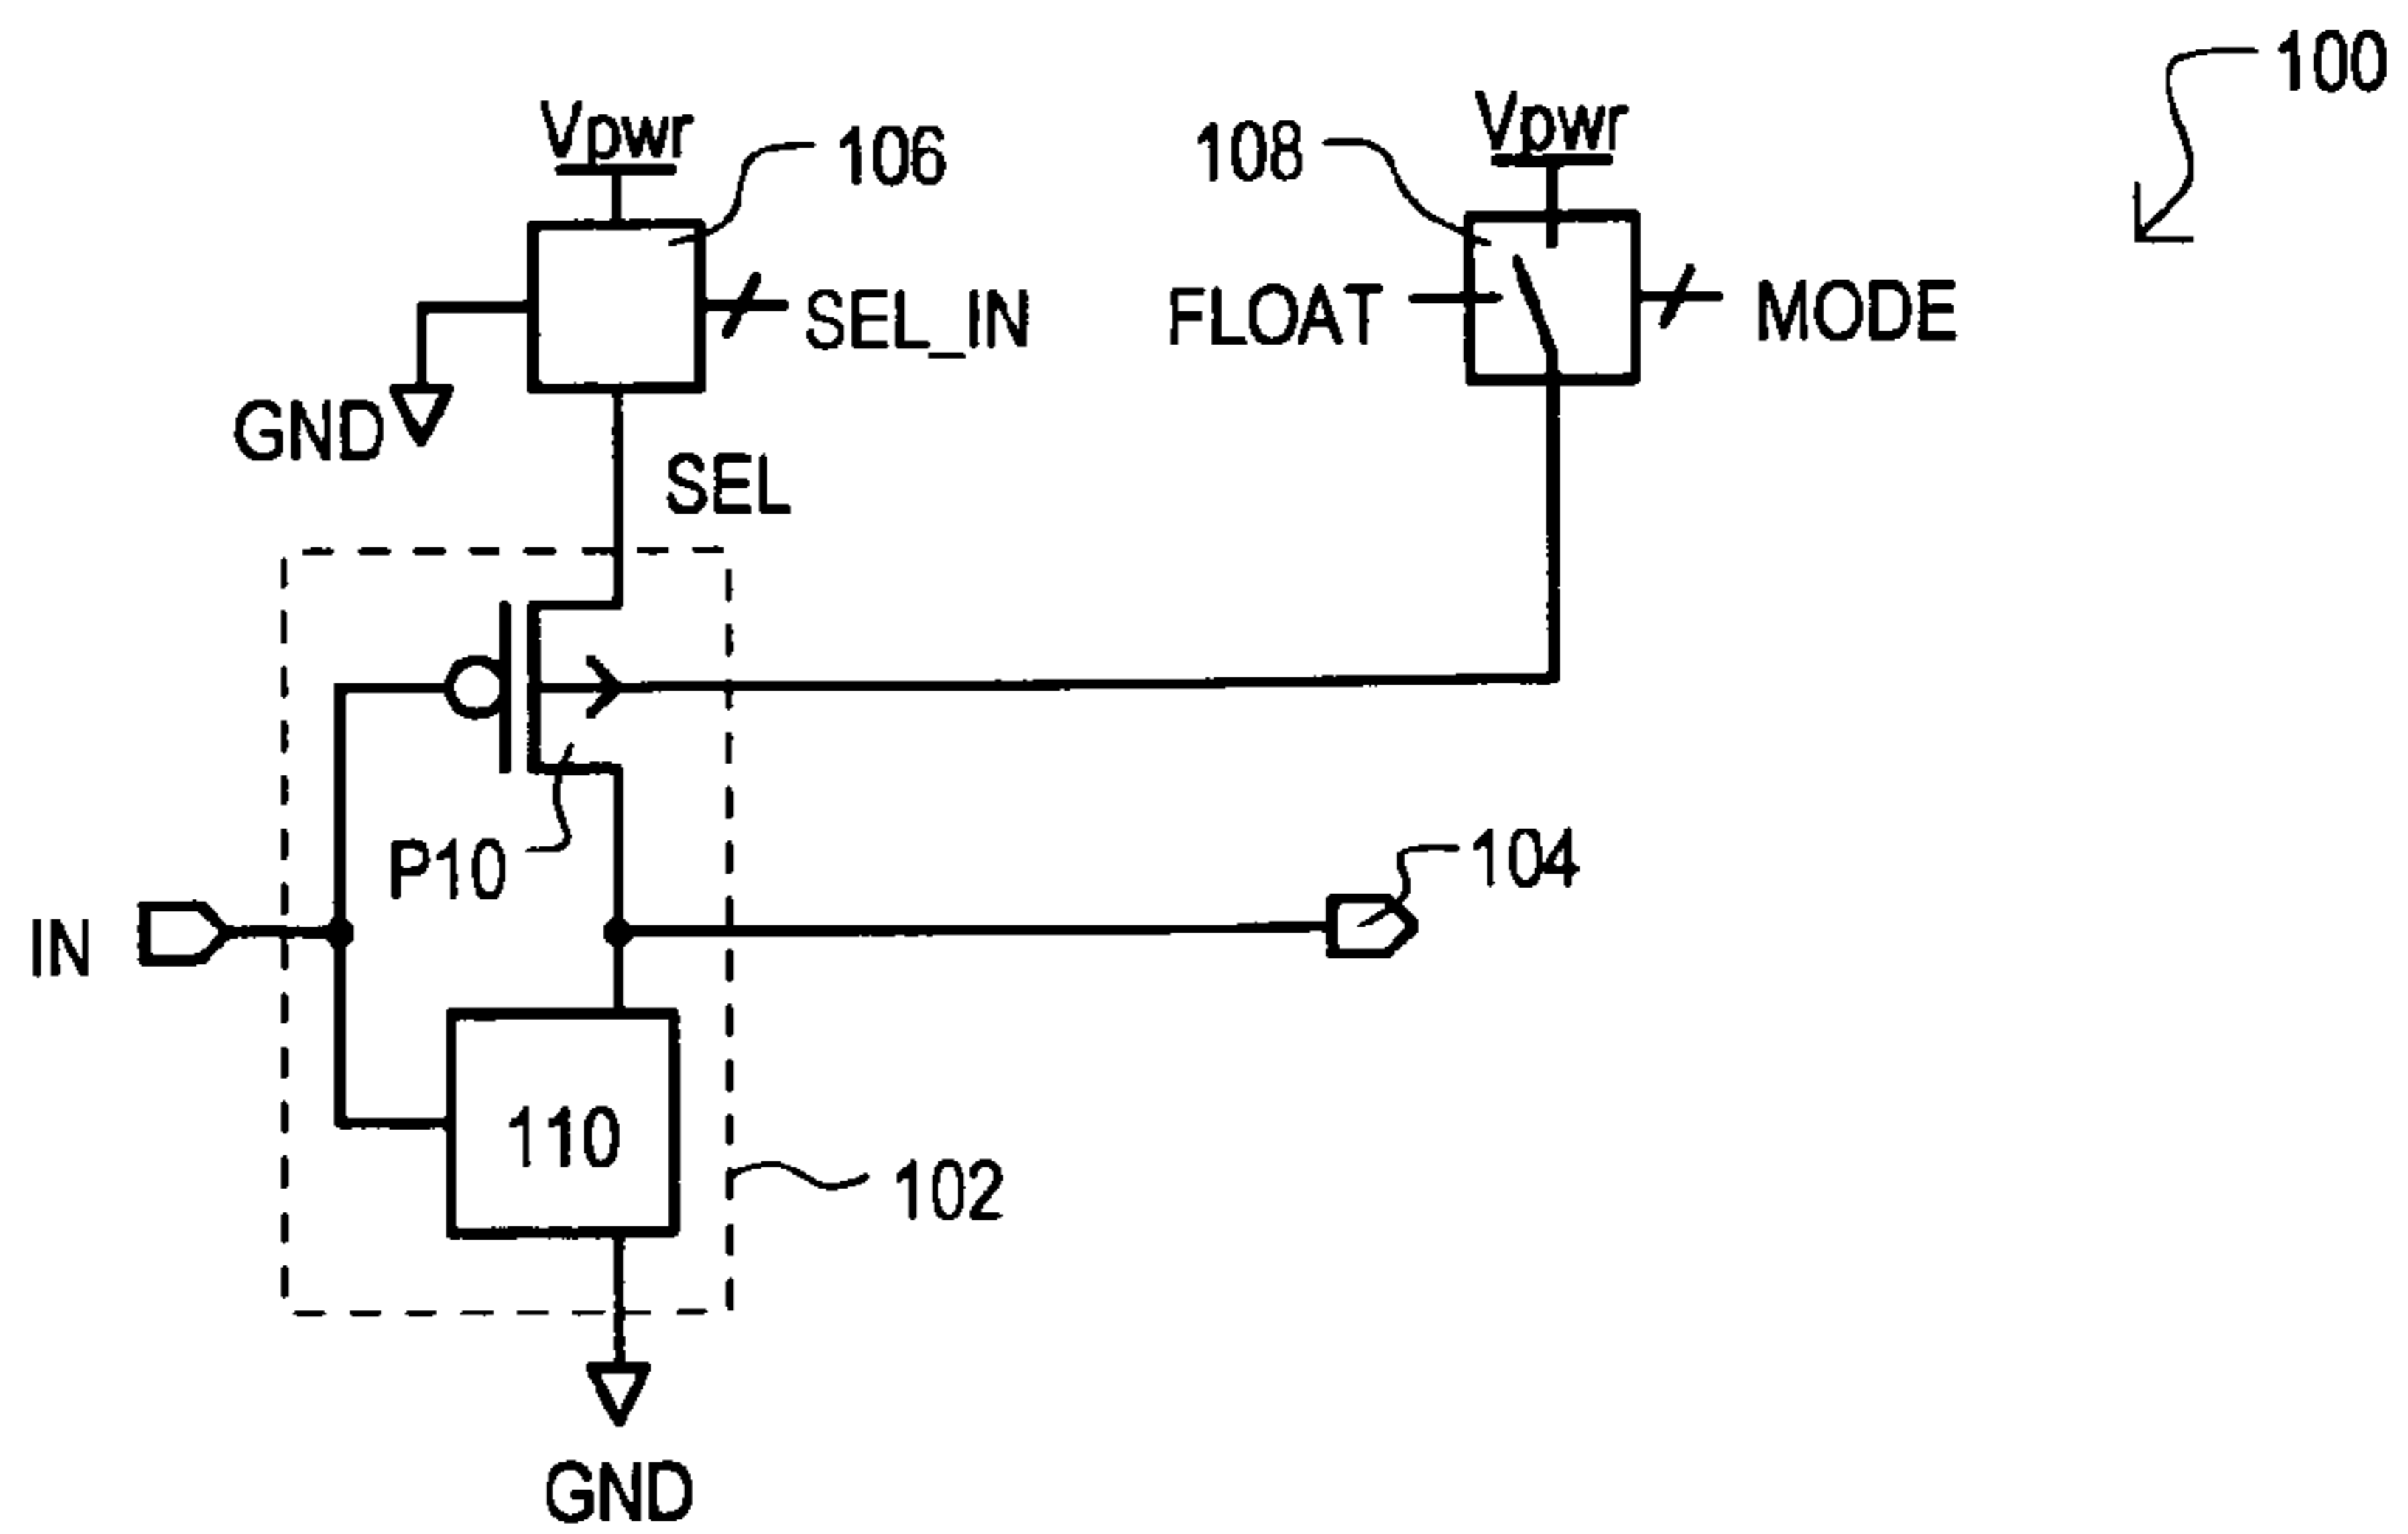 100
Vpwr
106
108
Vpwr
SEL_IN
FLOAT
MODE
GND
SEL
P10
104
IN
110
102
GND